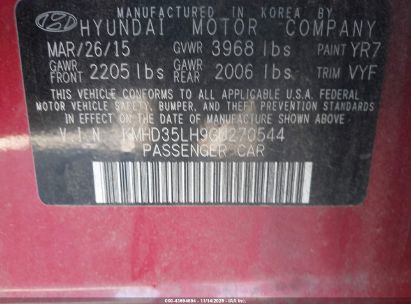 MANUFACTURED IN KOREA BY
HYUNDAI MOTOR COMPANY
MAR/26/15 GVWR 3968 lbs PAINT YR7
GAWR FRONT 2205 lbs GAWR REAR 2006 lbs TRIM VYF
THIS VEHICLE CONFORMS TO ALL APPLICABLE U.S.A. FEDERAL
MOTOR VEHICLE SAFETY, BUMPER, AND THEFT PREVENTION
STANDARDS IN EFFECT ON THE DATE OF MANUFACTURE SHOWN ABOVE.
V.I.N KMHD35LH9GU270544
PASSENGER CAR